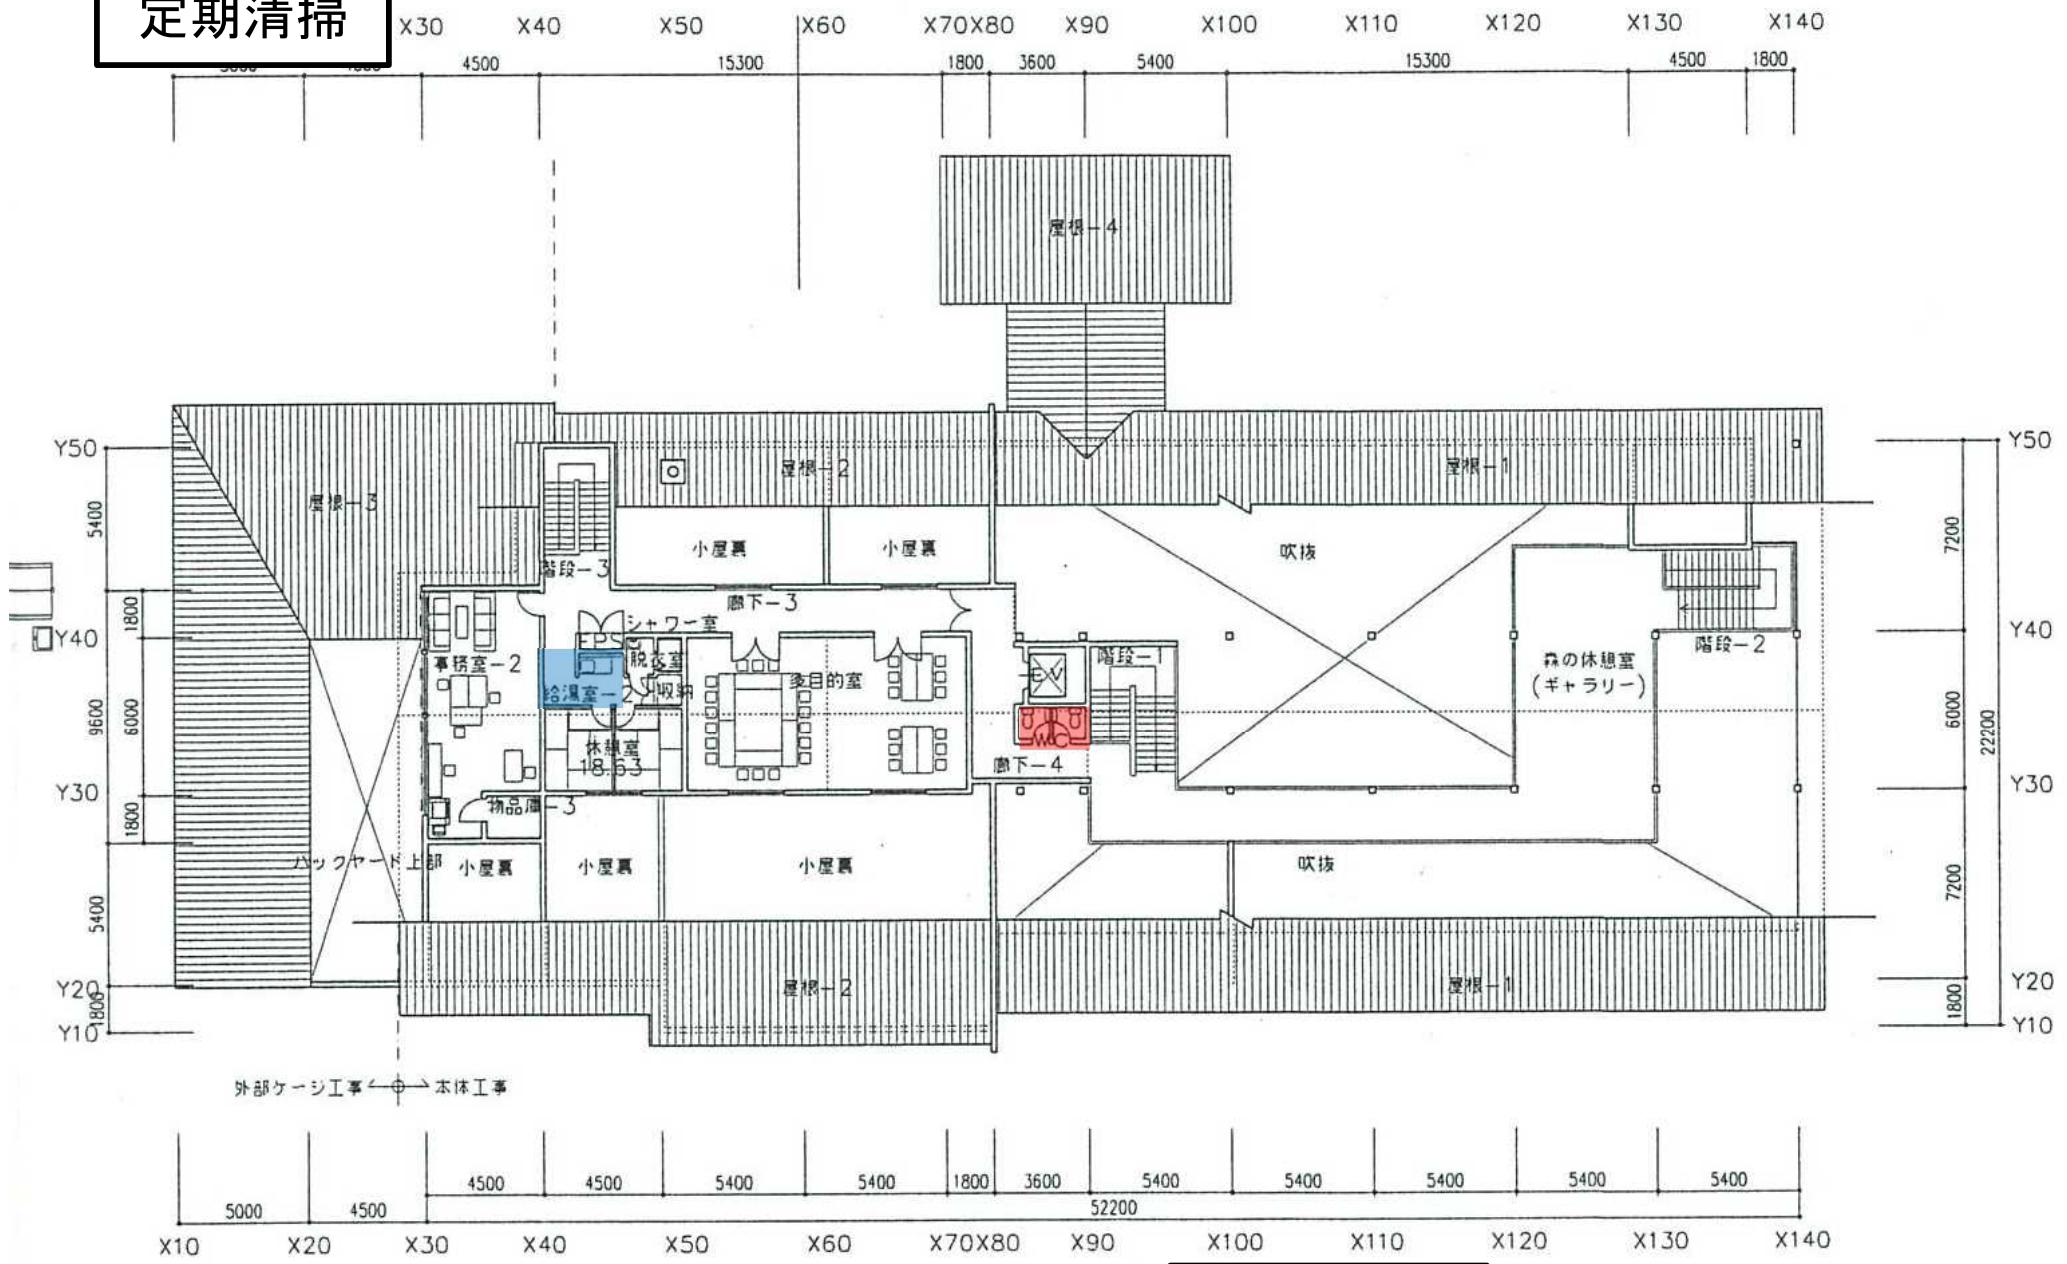 定期清掃
X30 X40 X50 X60 X70X80 X90 X100 X110 X120 X130 X140
4500 15300 1800 3600 5400 15300 4500 1800
屋根-4
Y50 Y50
屋根-2 屋根-1
屋根-3
5400 7200
小屋裏 小屋裏 吹抜
階段-3
廊下-3
1800
シャワー室
Y40 Y40
EPS
事務室-2 脱衣室 階段-1 森の休憩室 階段-2
EV (ギャラリー)
給湯室-2 収納 多目的室
9600 6000 6000 22200
WC
休憩室
18.63 廊下-4
Y30 Y30
物品庫-3
1800
バックヤード上部 小屋裏 小屋裏 小屋裏 吹抜
5400 7200
屋根-2 屋根-1
Y20 Y20
1800 1800
Y10 Y10
外部ケージ工事 本体工事
4500 4500 5400 5400 1800 3600 5400 5400 5400 5400 5400
5000 4500 52200
X10 X20 X30 X40 X50 X60 X70X80 X90 X100 X110 X120 X130 X140